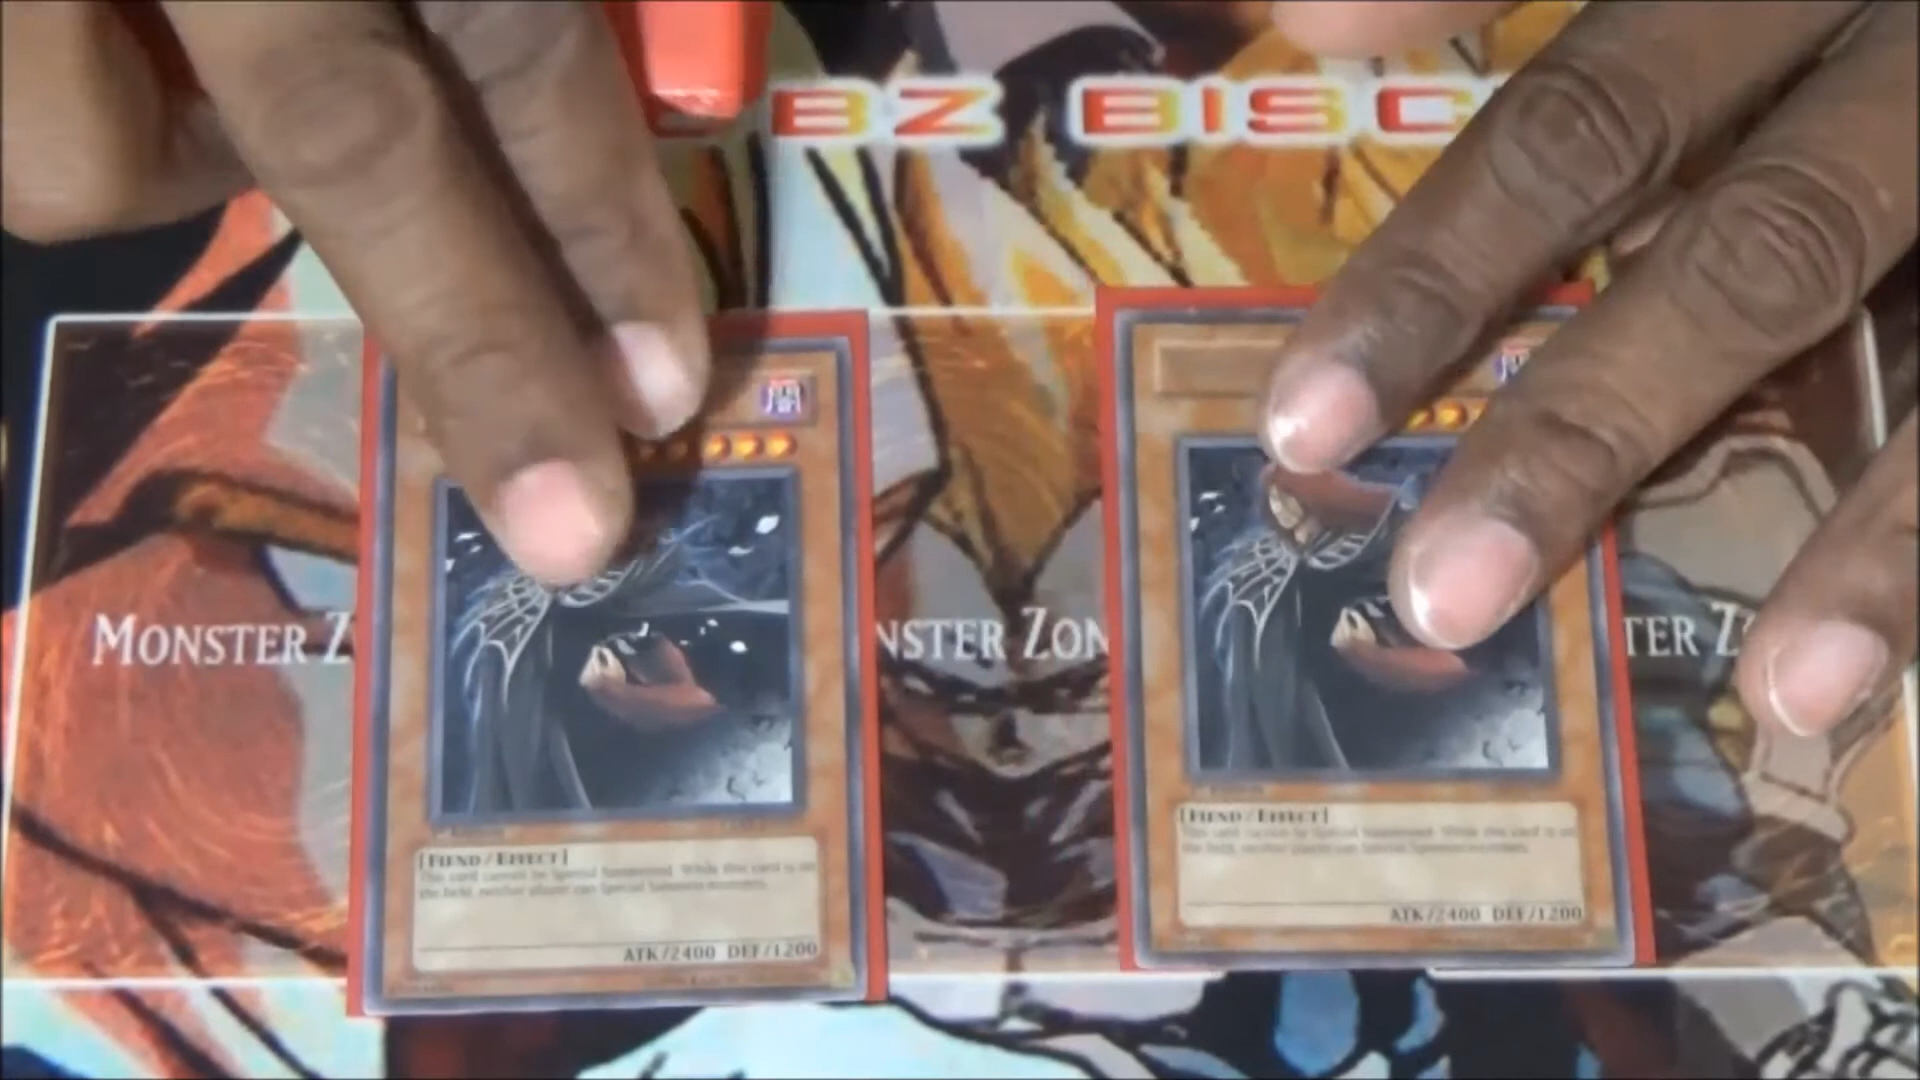 BZ BISC
闇
MONSTER Z
NSTER ZON
TER Z
[FIEND / EFFECT]
This card cannot be Special Summoned. While this card is on
the field, neither player can Special Summon monsters.
ATK/2400 DEF/1200
[FIEND / EFFECT]
This card cannot be Special Summoned. While this card is on
the field, neither player can Special Summon monsters.
ATK/2400 DEF/1200